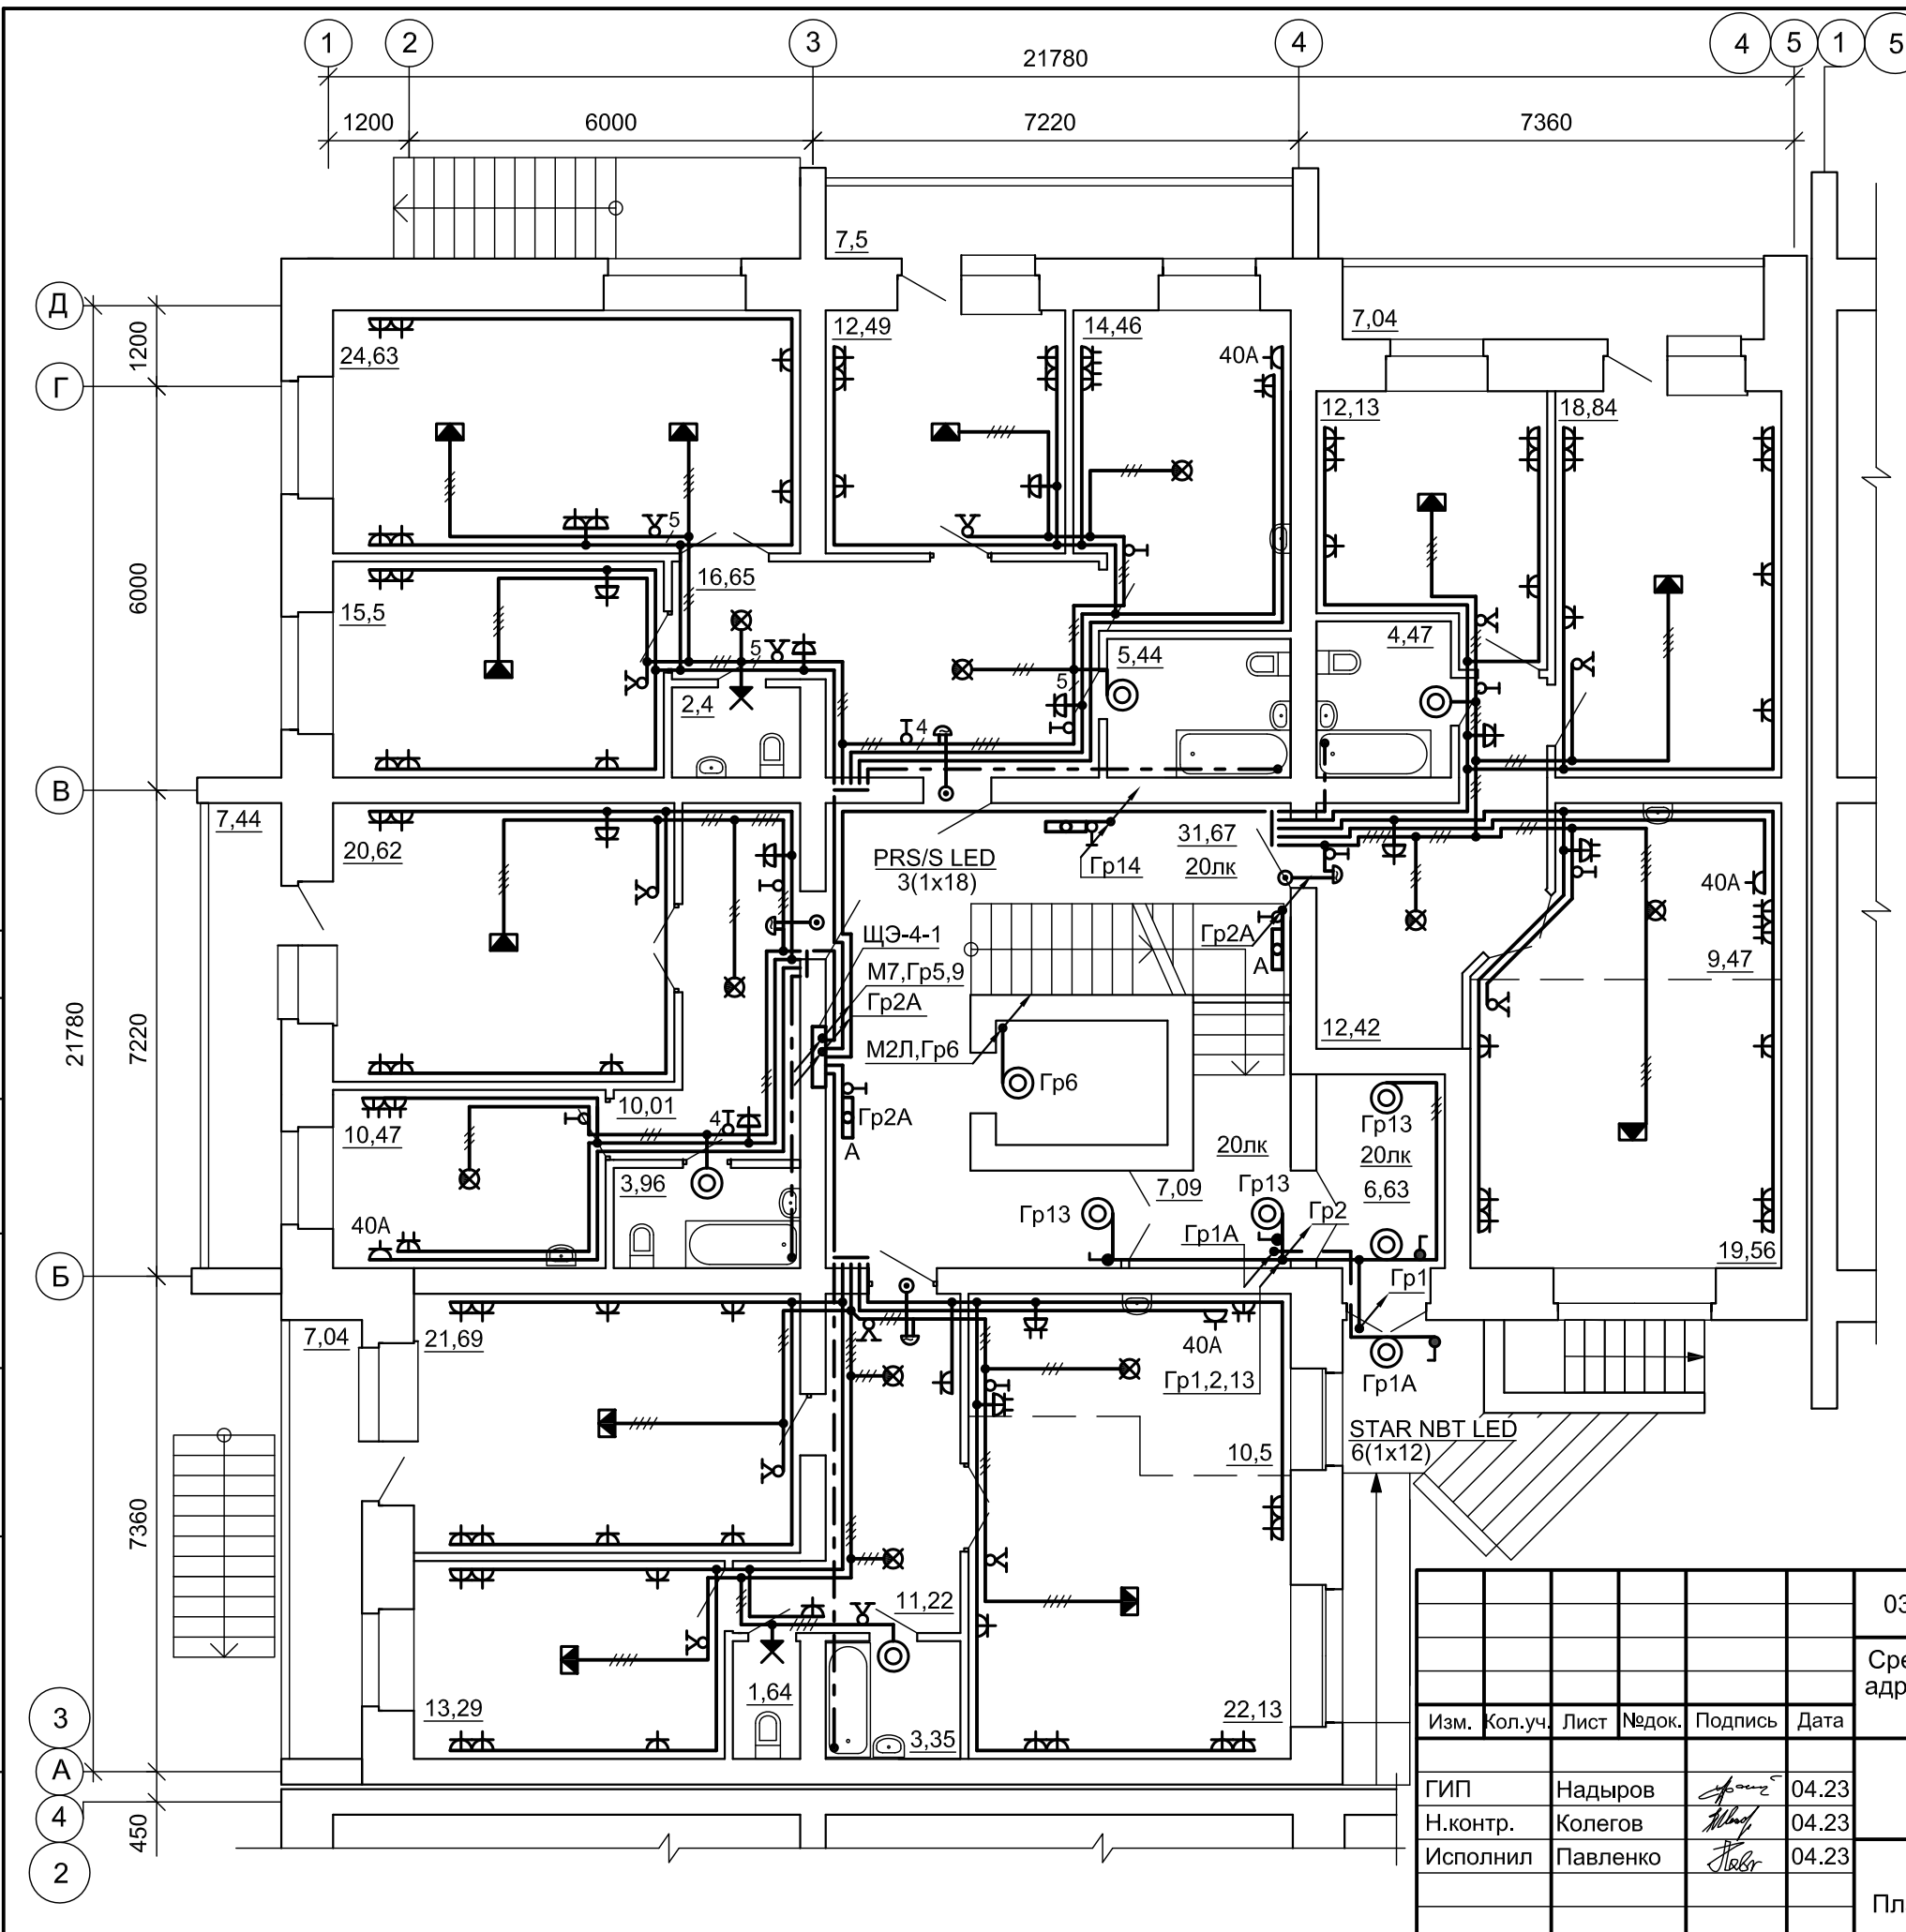 1 2 3 4 4 5 1 5
21780
1200 6000 7220 7360
7,5
Д
1200
24,63
12,49
14,46
40А
7,04
Г
12,13
18,84
5
6000
15,5
16,65
5
4,47
5,44
5
2,4
4
В
7,44
20,62
PRS/S LED
3(1x18)
Гр14
31,67
20лк
40А
ЩЭ-4-1
М7,Гр5,9
Гр2А
Гр2А
А
9,47
21780
7220
М2Л,Гр6
12,42
Гр6
10,01
4
10,47
Гр2А
А
Гр13
20лк
20лк
6,63
3,96
7,09
Гр13
Гр13
Гр2
40А
Гр1А
19,56
Б
Гр1
7,04
21,69
40А
Гр1,2,13
Гр1А
STAR NBT LED
6(1x12)
10,5
7360
11,22
13,29
1,64
3,35
22,13
3
А
4
2
450
03
Сре
адр
Изм. Кол.уч. Лист №док. Подпись Дата
ГИП Надыров 04.23
Н.контр. Колегов 04.23
Исполнил Павленко 04.23
Пл